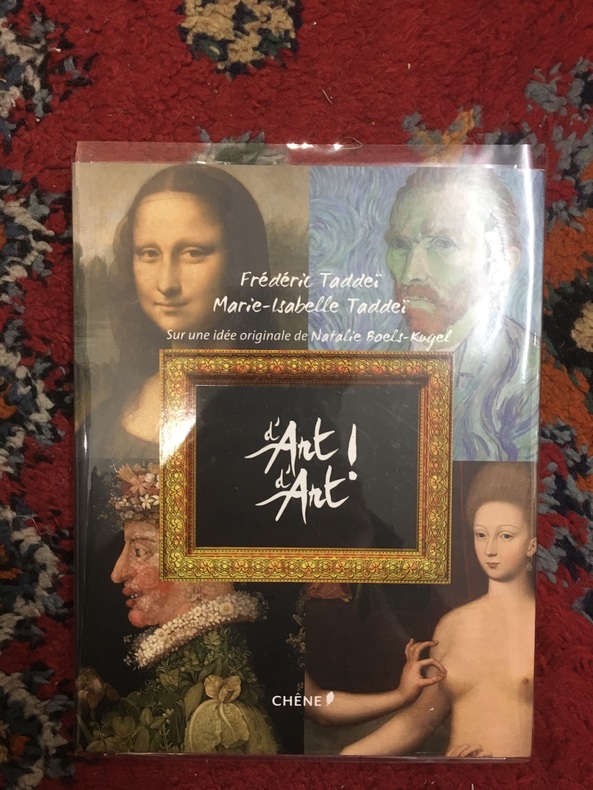 Frédéric Taddeï
Marie-Isabelle Taddeï
Sur une idée originale de Natalie Boels-Kugel
d'Art !
d'Art
CHÊNE